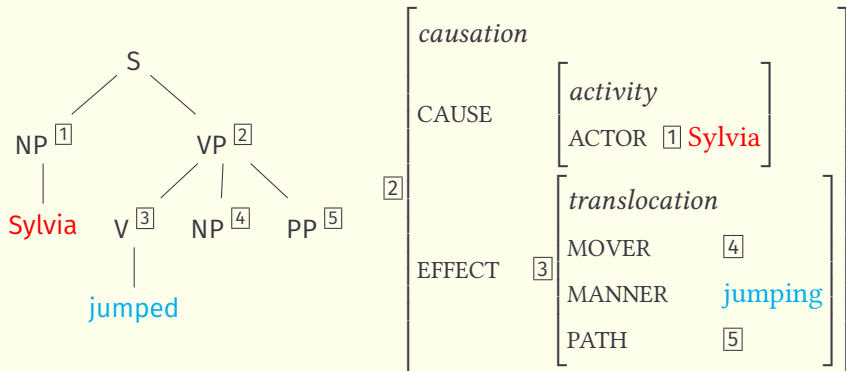 S
NP 1 VP 2
Sylvia V 3 NP 4 PP 5
jumped
2
causation
CAUSE
activity
ACTOR 1 Sylvia
EFFECT 3
translocation
MOVER 4
MANNER jumping
PATH 5